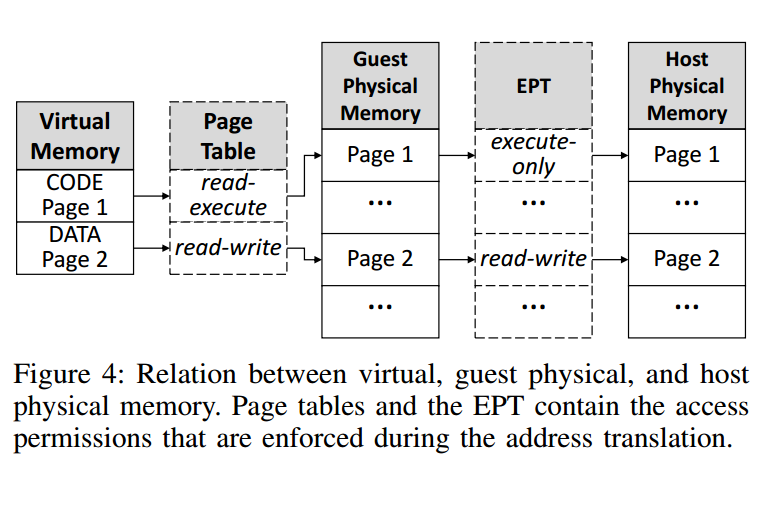 Virtual
Memory
CODE
Page 1
DATA
Page 2
Page
Table
read-
execute
read-write
Guest
Physical
Memory
Page 1
...
Page 2
...
EPT
execute-
only
...
read-write
...
Host
Physical
Memory
Page 1
...
Page 2
...
Figure 4: Relation between virtual, guest physical, and host
physical memory. Page tables and the EPT contain the access
permissions that are enforced during the address translation.